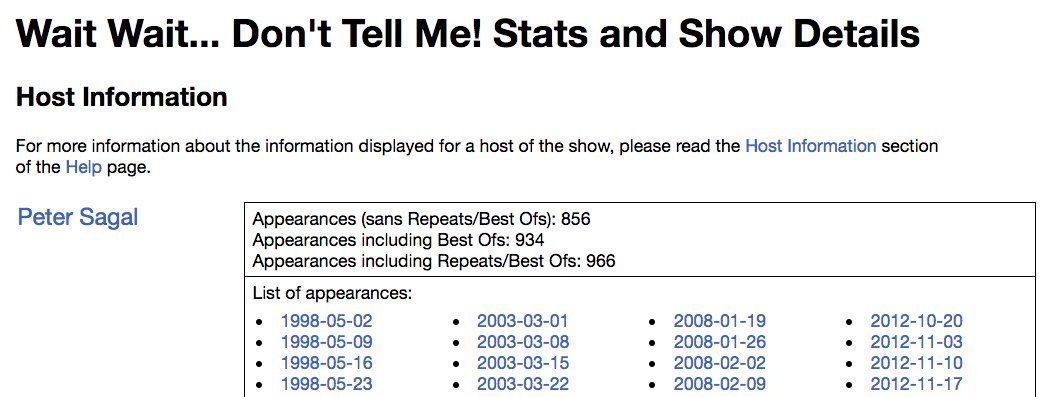 Wait Wait... Don't Tell Me! Stats and Show Details
Host Information
For more information about the information displayed for a host of the show, please read the Host Information section
of the Help page.
Peter Sagal
Appearances (sans Repeats/Best Ofs): 856
Appearances including Best Ofs: 934
Appearances including Repeats/Best Ofs: 966
List of appearances:
• 1998-05-02 • 2003-03-01 • 2008-01-19 • 2012-10-20
• 1998-05-09 • 2003-03-08 • 2008-01-26 • 2012-11-03
• 1998-05-16 • 2003-03-15 • 2008-02-02 • 2012-11-10
• 1998-05-23 • 2003-03-22 • 2008-02-09 • 2012-11-17